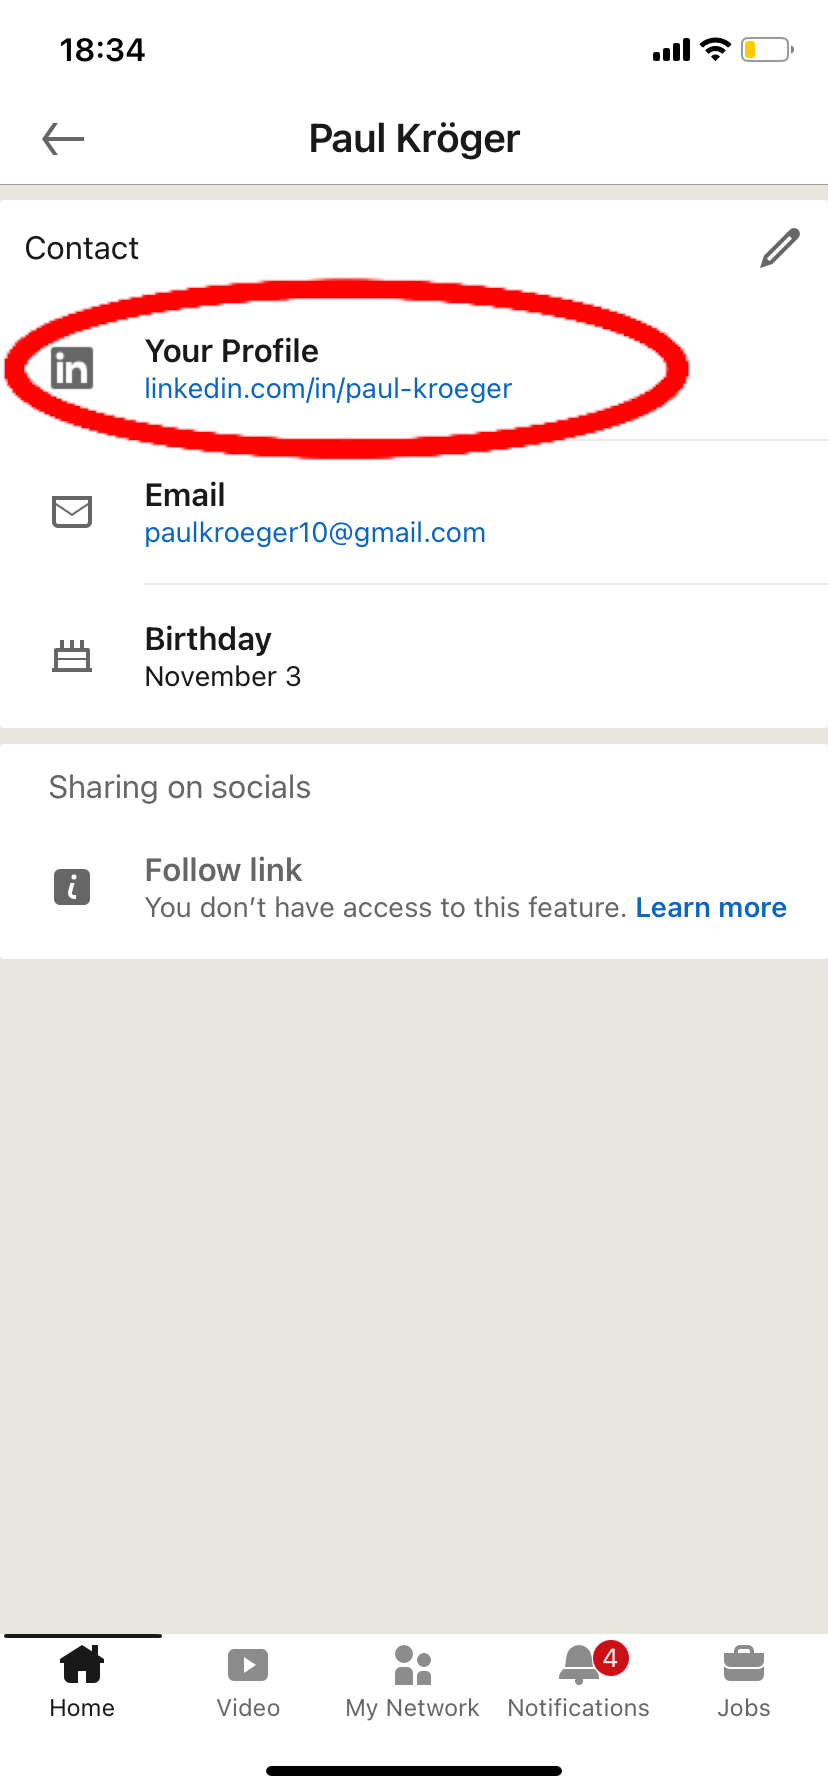 18:34
Paul Kröger
Contact
in
Your Profile
linkedin.com/in/paul-kroeger
Email
paulkroeger10@gmail.com
Birthday
November 3
Sharing on socials
i
Follow link
You don’t have access to this feature. Learn more
4
Home Video My Network Notifications Jobs